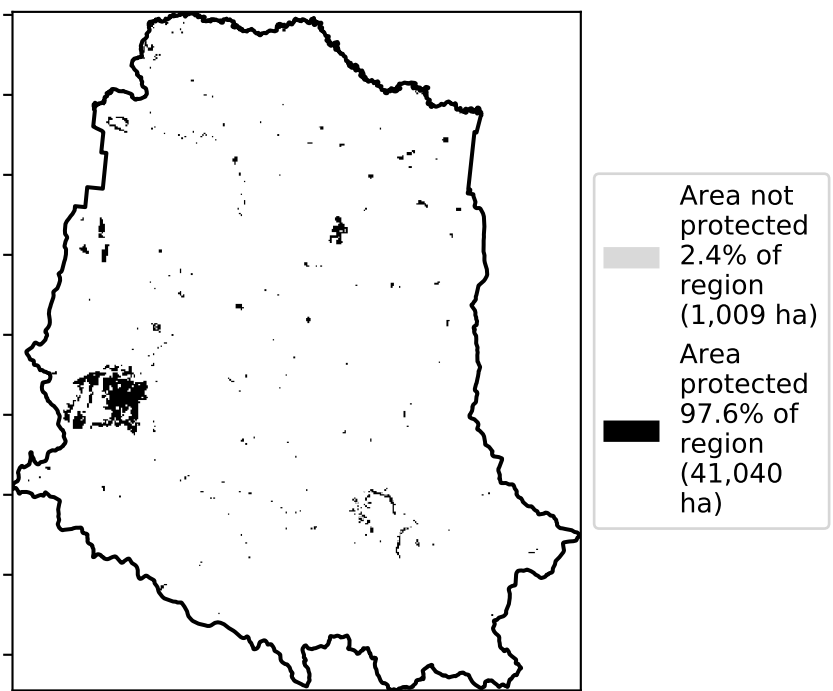 Area not
protected
2.4% of
region
(1,009 ha)
Area
protected
97.6% of
region
(41,040
ha)